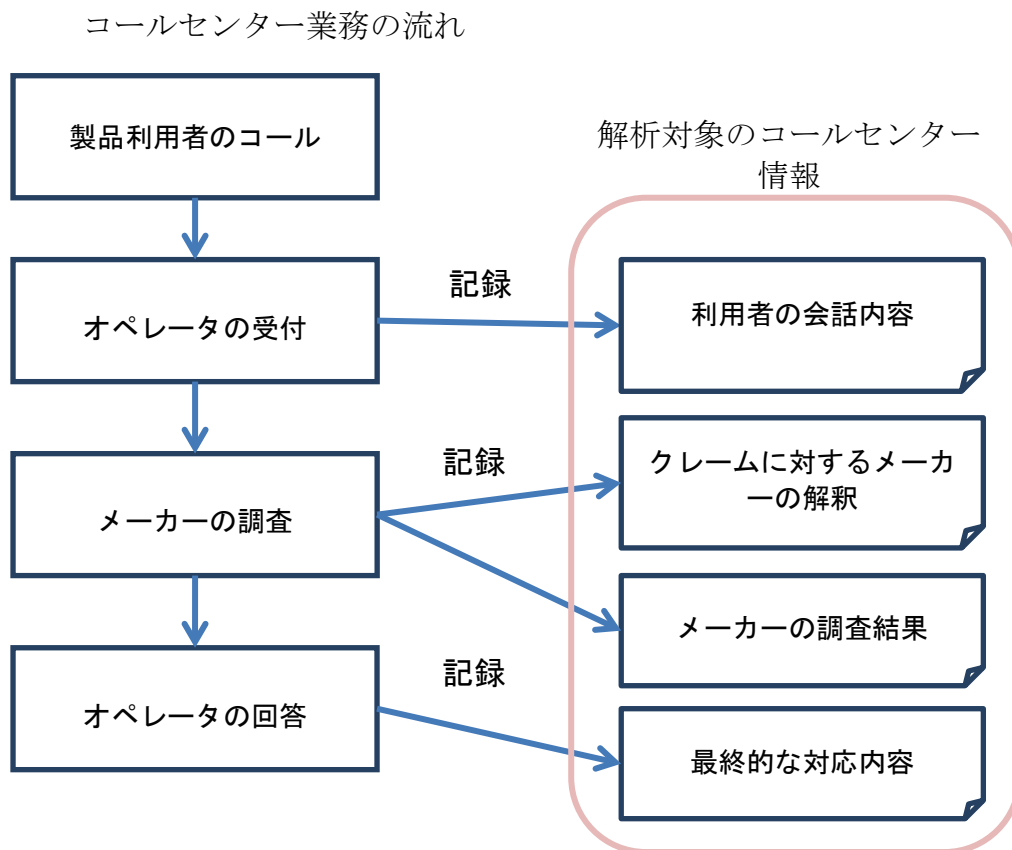 コールセンター業務の流れ
製品利用者のコール
解析対象のコールセンター
情報
オペレータの受付
記録
利用者の会話内容
メーカーの調査
記録
クレームに対するメーカ
ーの解釈
メーカーの調査結果
オペレータの回答
記録
最終的な対応内容